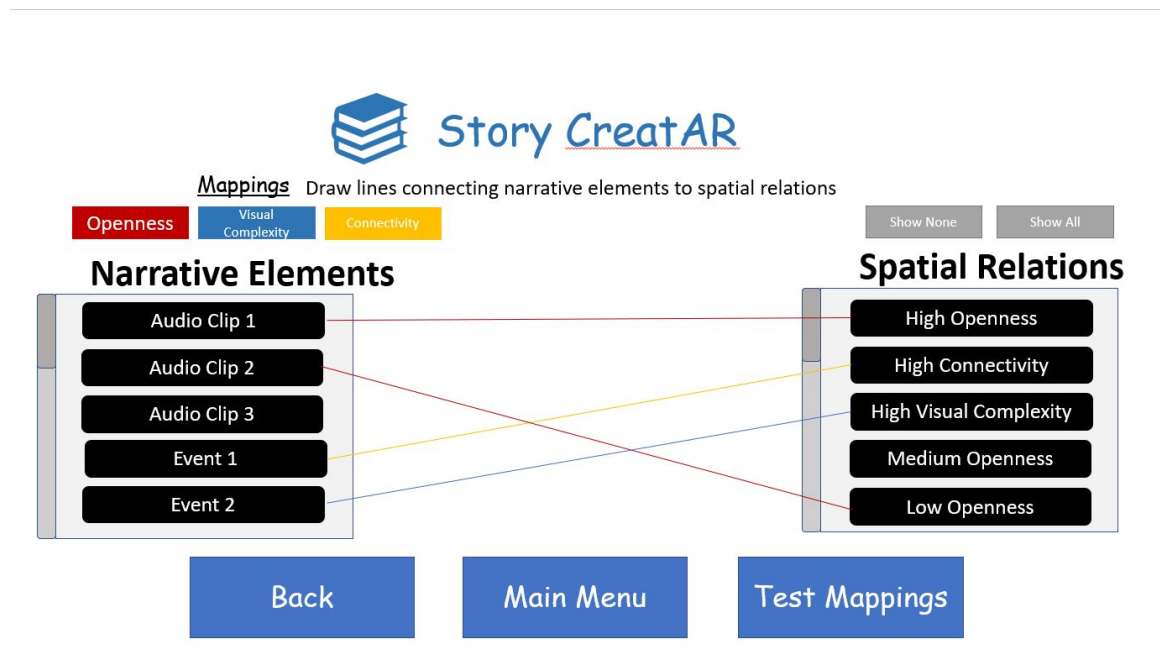 Story CreatAR
Mappings Draw lines connecting narrative elements to spatial relations
Openness
Visual
Complexity
Connectivity
Show None
Show All
Narrative Elements
Spatial Relations
Audio Clip 1
Audio Clip 2
Audio Clip 3
Event 1
Event 2
High Openness
High Connectivity
High Visual Complexity
Medium Openness
Low Openness
Back
Main Menu
Test Mappings